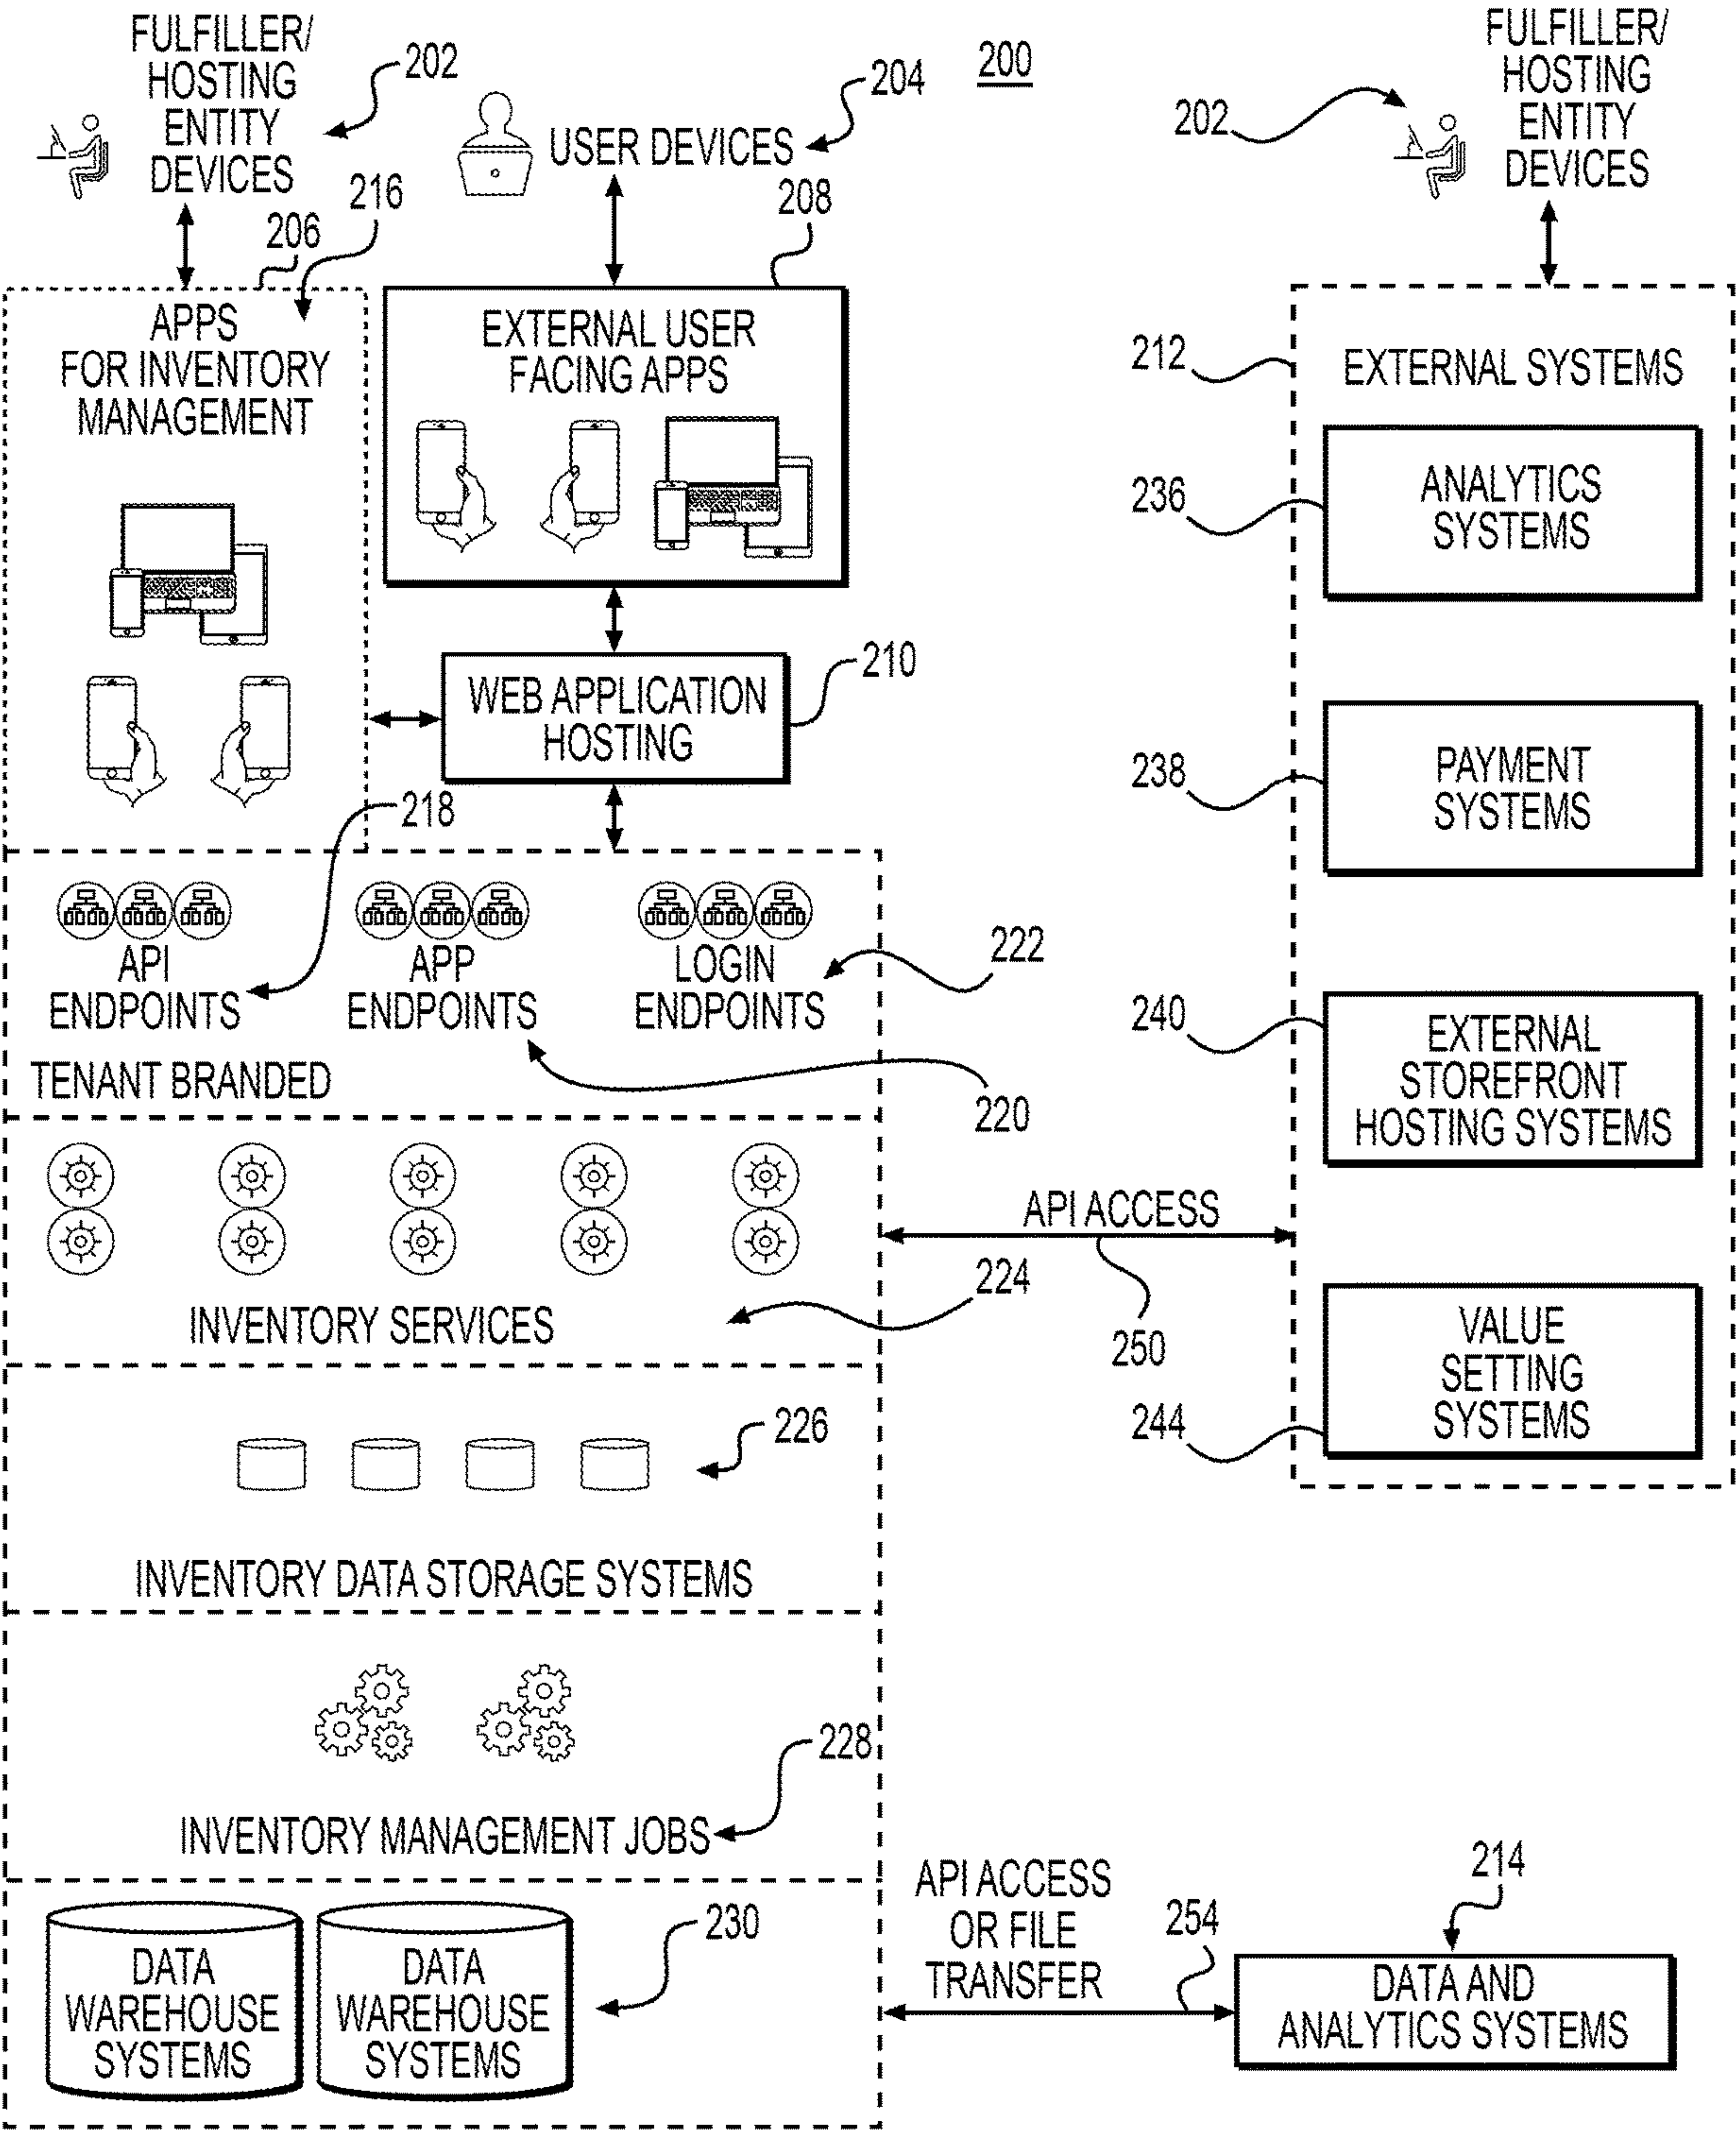 FULFILLER/
HOSTING
ENTITY
DEVICES
202
USER DEVICES
204
200
202
FULFILLER/
HOSTING
ENTITY
DEVICES
206
216
208
APPS
FOR INVENTORY
MANAGEMENT
EXTERNAL USER
FACING APPS
212
EXTERNAL SYSTEMS
236
ANALYTICS
SYSTEMS
WEB APPLICATION
HOSTING
210
238
PAYMENT
SYSTEMS
218
API
ENDPOINTS
APP
ENDPOINTS
LOGIN
ENDPOINTS
222
TENANT BRANDED
220
240
EXTERNAL
STOREFRONT
HOSTING SYSTEMS
API ACCESS
250
INVENTORY SERVICES
224
244
VALUE
SETTING
SYSTEMS
226
INVENTORY DATA STORAGE SYSTEMS
228
INVENTORY MANAGEMENT JOBS
DATA
WAREHOUSE
SYSTEMS
DATA
WAREHOUSE
SYSTEMS
230
API ACCESS
OR FILE
TRANSFER
254
214
DATA AND
ANALYTICS SYSTEMS